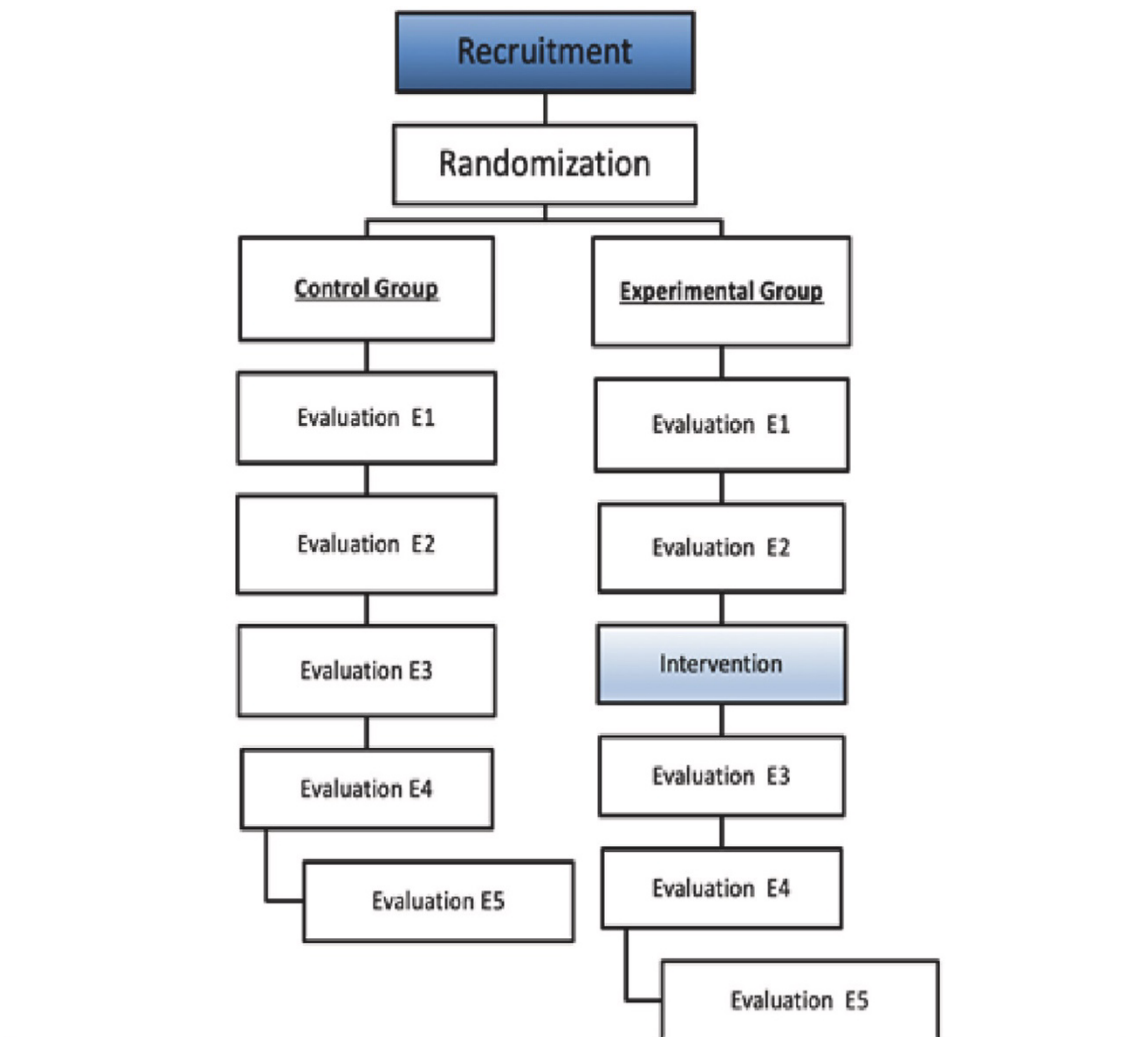 Recruitment
Randomization
Control Group
Evaluation E1
Evaluation E2
Evaluation E3
Evaluation E4
Evaluation E5
Experimental Group
Evaluation E1
Evaluation E2
Intervention
Evaluation E3
Evaluation E4
Evaluation E5